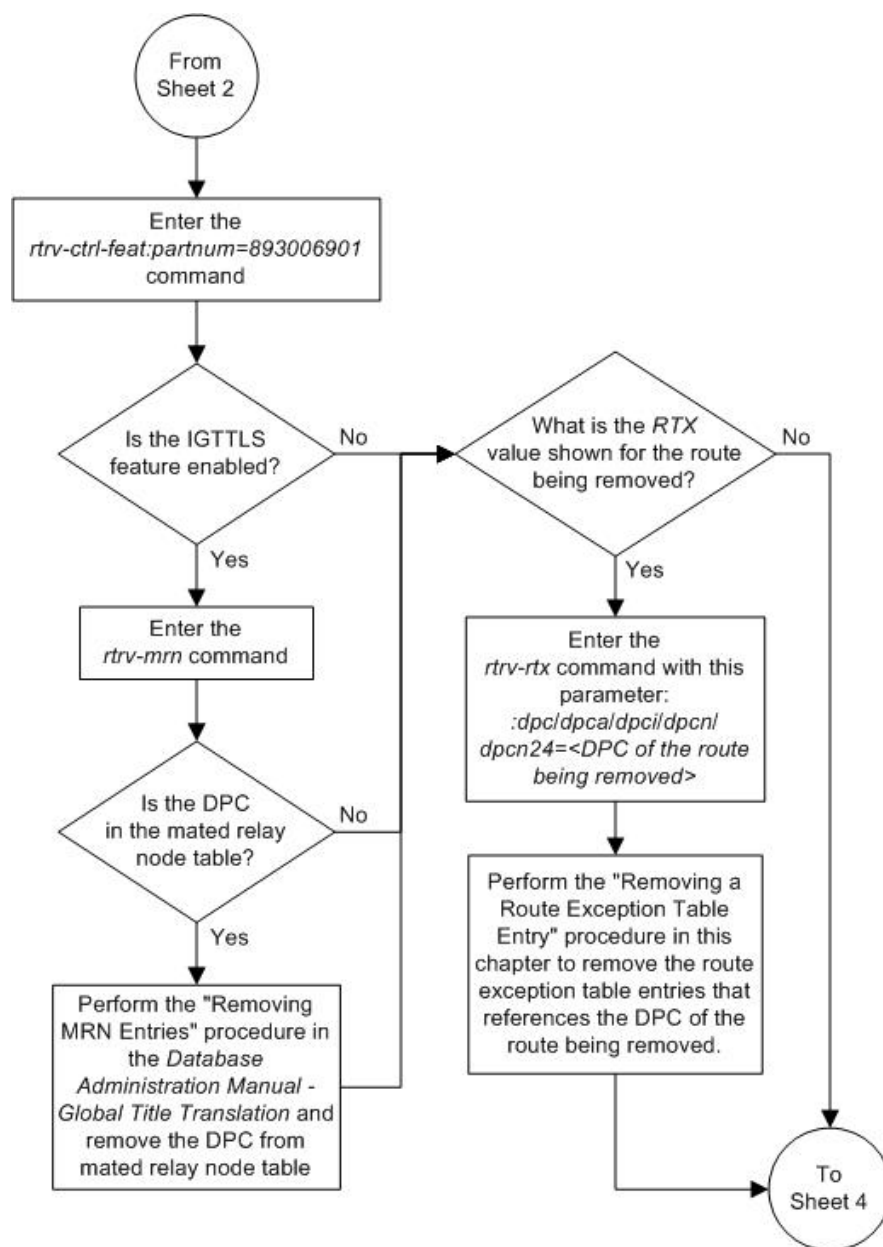 From
Sheet 2
Enter the
rtrv-ctrl-feat:partnum=893006901
command
Is the IGTTLS
feature enabled?
No
Yes
Enter the
rtrv-mrn command
Is the DPC
in the mated relay
node table?
No
Yes
Perform the "Removing
MRN Entries" procedure in
the Database
Administration Manual -
Global Title Translation and
remove the DPC from
mated relay node table
What is the RTX
value shown for the route
being removed?
No
Yes
Enter the
rtrv-rtx command with this
parameter:
:dpc/dpca/dpci/dpcn/
dpcn24=<DPC of the route
being removed>
Perform the "Removing a
Route Exception Table
Entry" procedure in this
chapter to remove the route
exception table entries that
references the DPC of the
route being removed.
To
Sheet 4